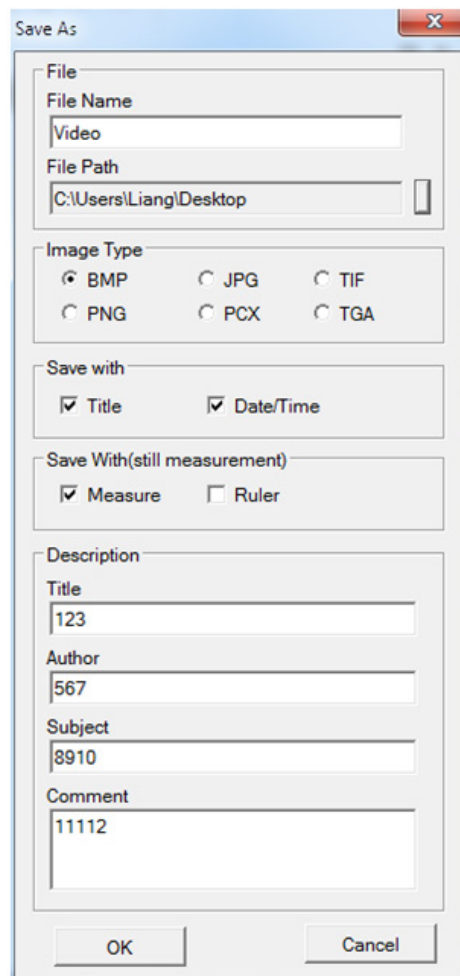 Save As
File
File Name
Video
File Path
C:\Users\Liang\Desktop
Image Type
BMP JPG TIF
PNG PCX TGA
Save with
Title Date/Time
Save With(still measurement)
Measure Ruler
Description
Title
123
Author
567
Subject
8910
Comment
11112
OK Cancel